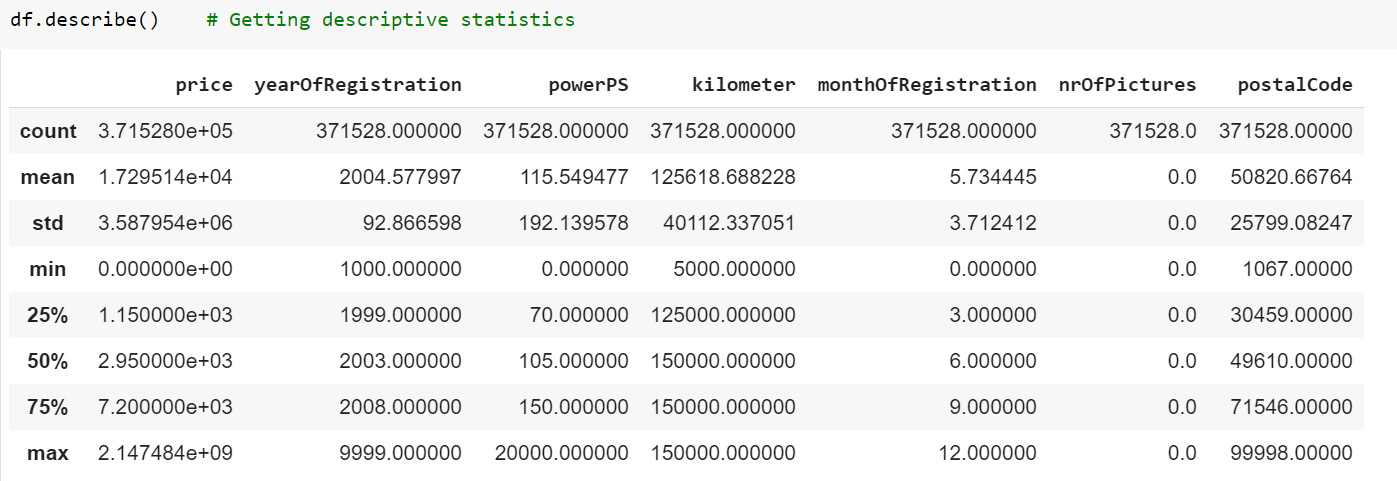 df.describe() # Getting descriptive statistics
price yearOfRegistration powerPS kilometer monthOfRegistration nrOfPictures postalCode
count 3.715280e+05 371528.000000 371528.000000 371528.000000 371528.000000 371528.0 371528.00000
mean 1.729514e+04 2004.577997 115.549477 125618.688228 5.734445 0.0 50820.66764
std 3.587954e+06 92.866598 192.139578 40112.337051 3.712412 0.0 25799.08247
min 0.000000e+00 1000.000000 0.000000 5000.000000 0.000000 0.0 1067.00000
25% 1.150000e+03 1999.000000 70.000000 125000.000000 3.000000 0.0 30459.00000
50% 2.950000e+03 2003.000000 105.000000 150000.000000 6.000000 0.0 49610.00000
75% 7.200000e+03 2008.000000 150.000000 150000.000000 9.000000 0.0 71546.00000
max 2.147484e+09 9999.000000 20000.000000 150000.000000 12.000000 0.0 99998.00000